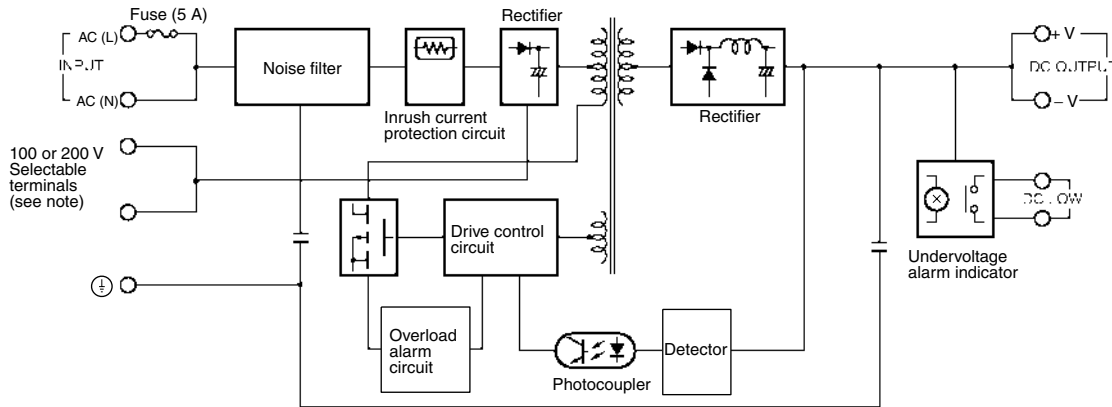 Fuse (5 A)
AC (L)
INPUT
AC (N)
Noise filter
Inrush current
protection circuit
Rectifier
Rectifier
+ V
DC OUTPUT
– V
100 or 200 V
Selectable
terminals
(see note)
Drive control
circuit
DC LOW
Undervoltage
alarm indicator
Overload
alarm
circuit
Photocoupler
Detector